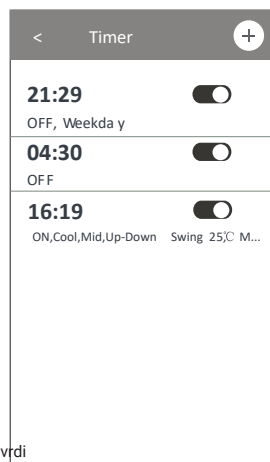 < Timer +
21:29
OFF, Weekda y
04:30
OFF
16:19
ON,Cool,Mid,Up-Down Swing 25℃ M...
vrdi